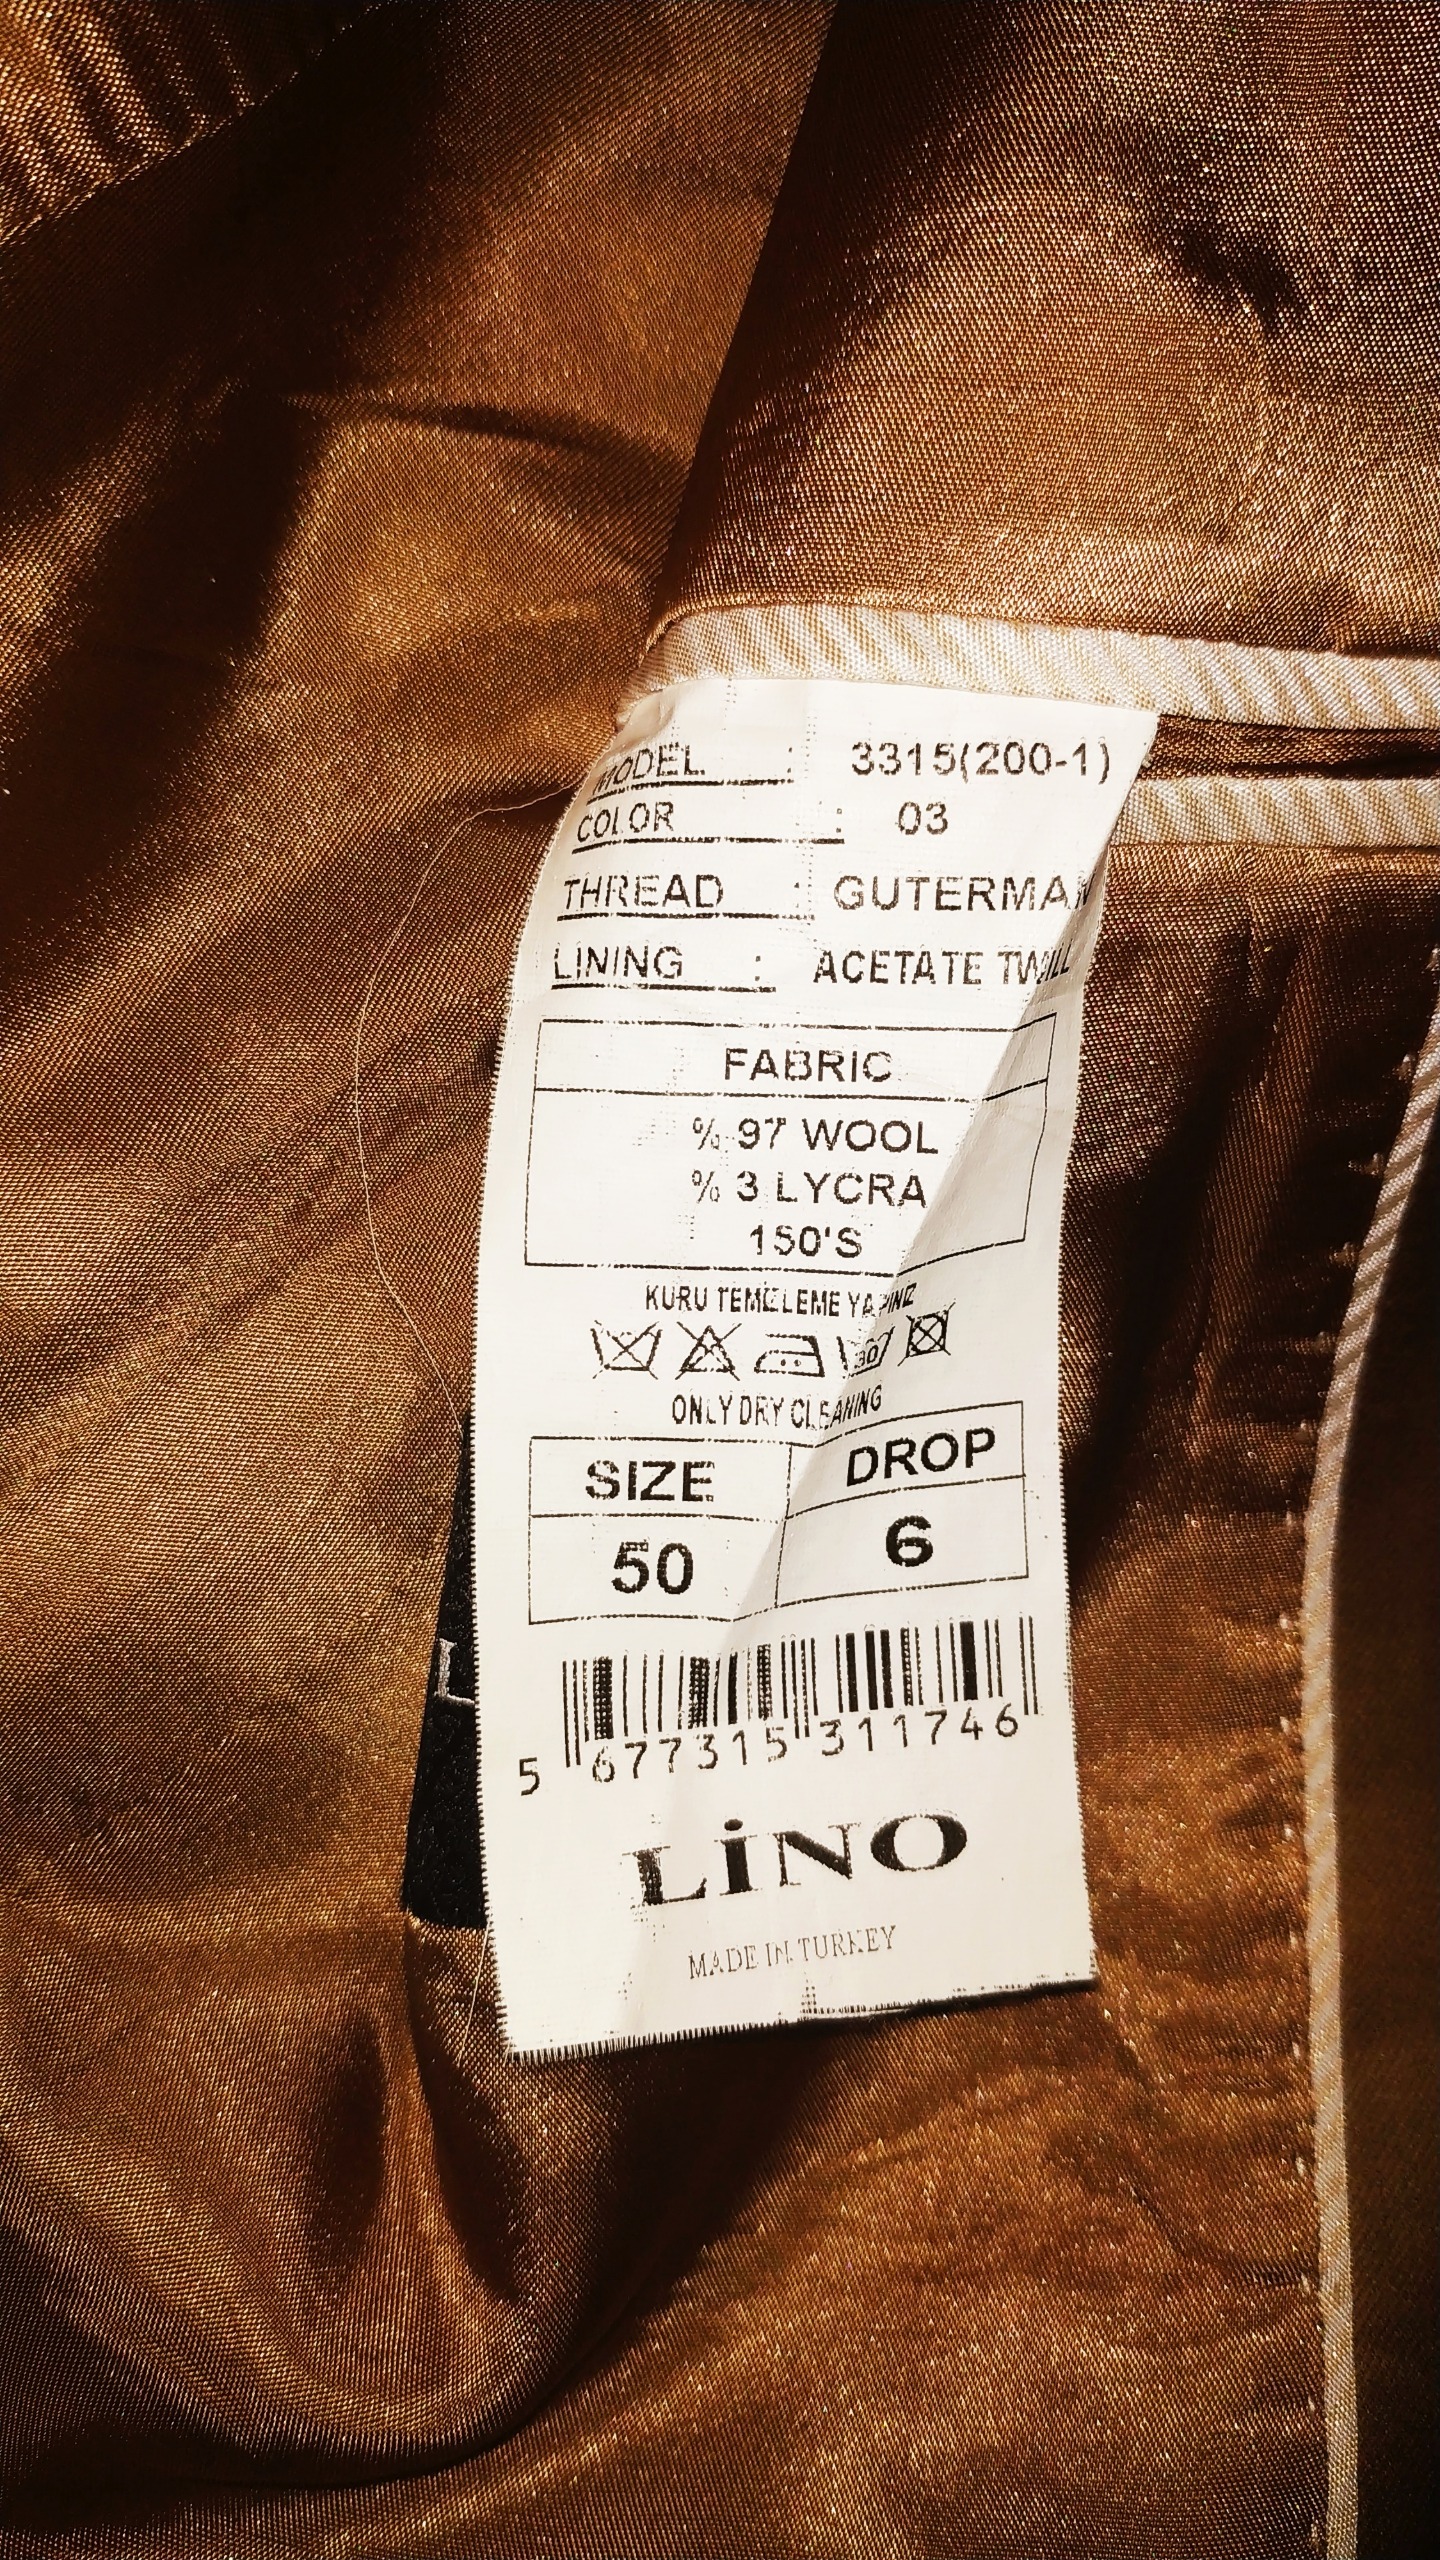 MODEL : 3315(200-1)
COLOR : 03
THREAD : GUTERMAN
LINING : ACETATE TWILL
FABRIC
% 97 WOOL
% 3 LYCRA
150'S
KURU TEMİZLEME YAPINIZ
30
ONLY DRY CLEANING
SIZE DROP
50 6
5 677315 311746
LİNO
MADE IN TURKEY
L